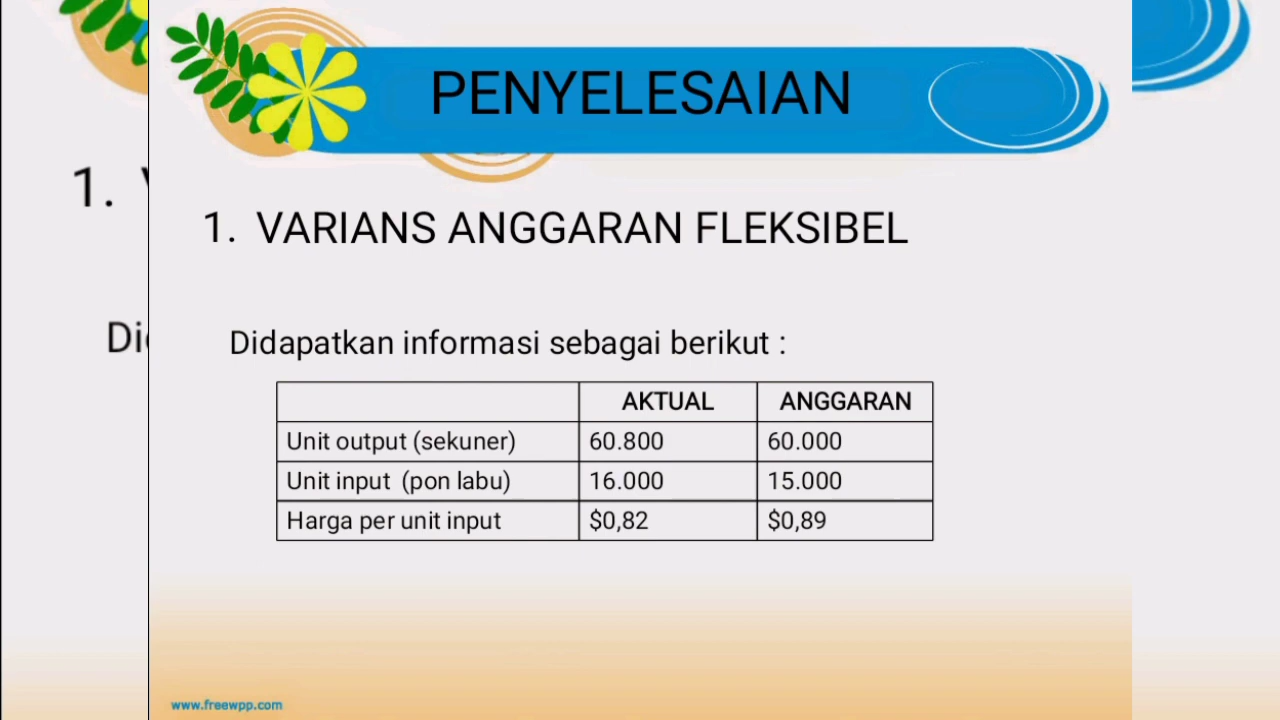 PENYELESAIAN
1. VARIANS ANGGARAN FLEKSIBEL
Didapatkan informasi sebagai berikut :
AKTUAL ANGGARAN
Unit output (sekuner) 60.800 60.000
Unit input (pon labu) 16.000 15.000
Harga per unit input $0,82 $0,89
www.freewpp.com
1.
Di